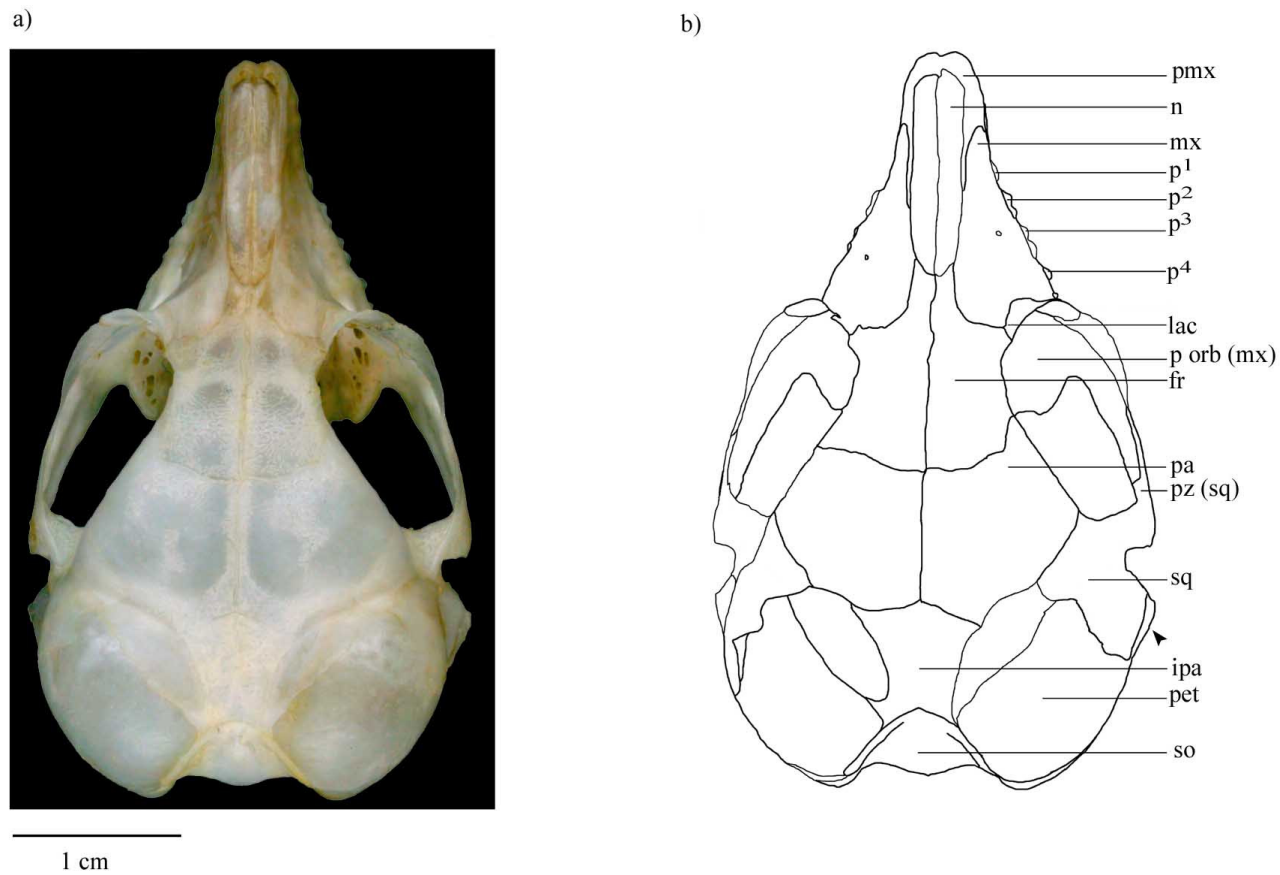 a)
1 cm
b)
pmx
n
mx
p¹
p²
p³
p⁴
lac
p orb (mx)
fr
pa
pz (sq)
sq
ipa
pet
so